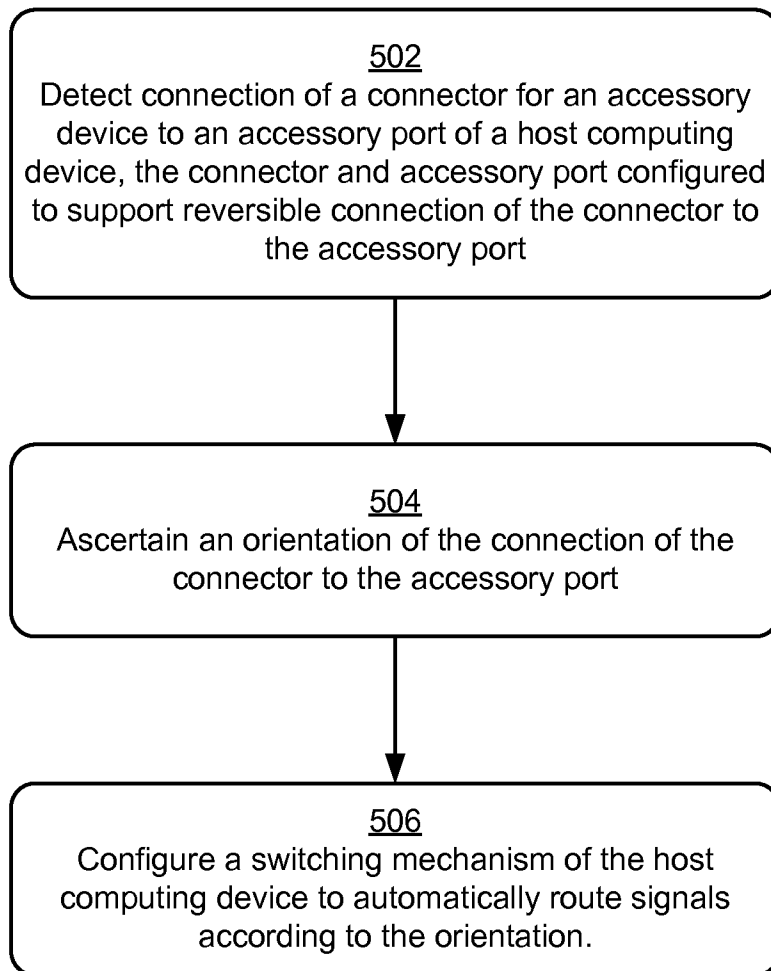 502
Detect connection of a connector for an accessory
device to an accessory port of a host computing
device, the connector and accessory port configured
to support reversible connection of the connector to
the accessory port
504
Ascertain an orientation of the connection of the
connector to the accessory port
506
Configure a switching mechanism of the host
computing device to automatically route signals
according to the orientation.